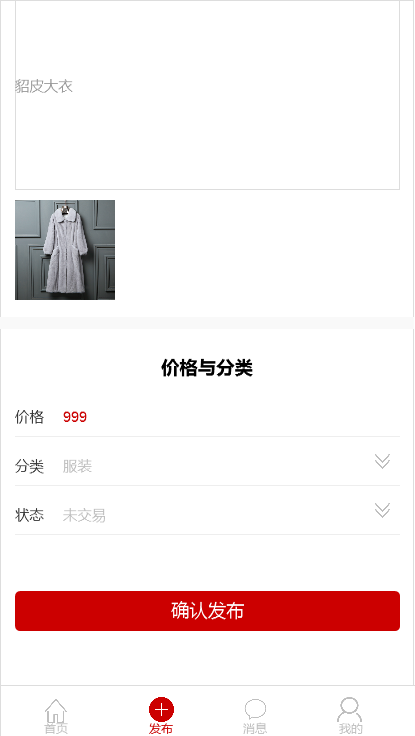 貂皮大衣
价格与分类
价格 999
分类 服装
状态 未交易
确认发布
首页 发布 消息 我的